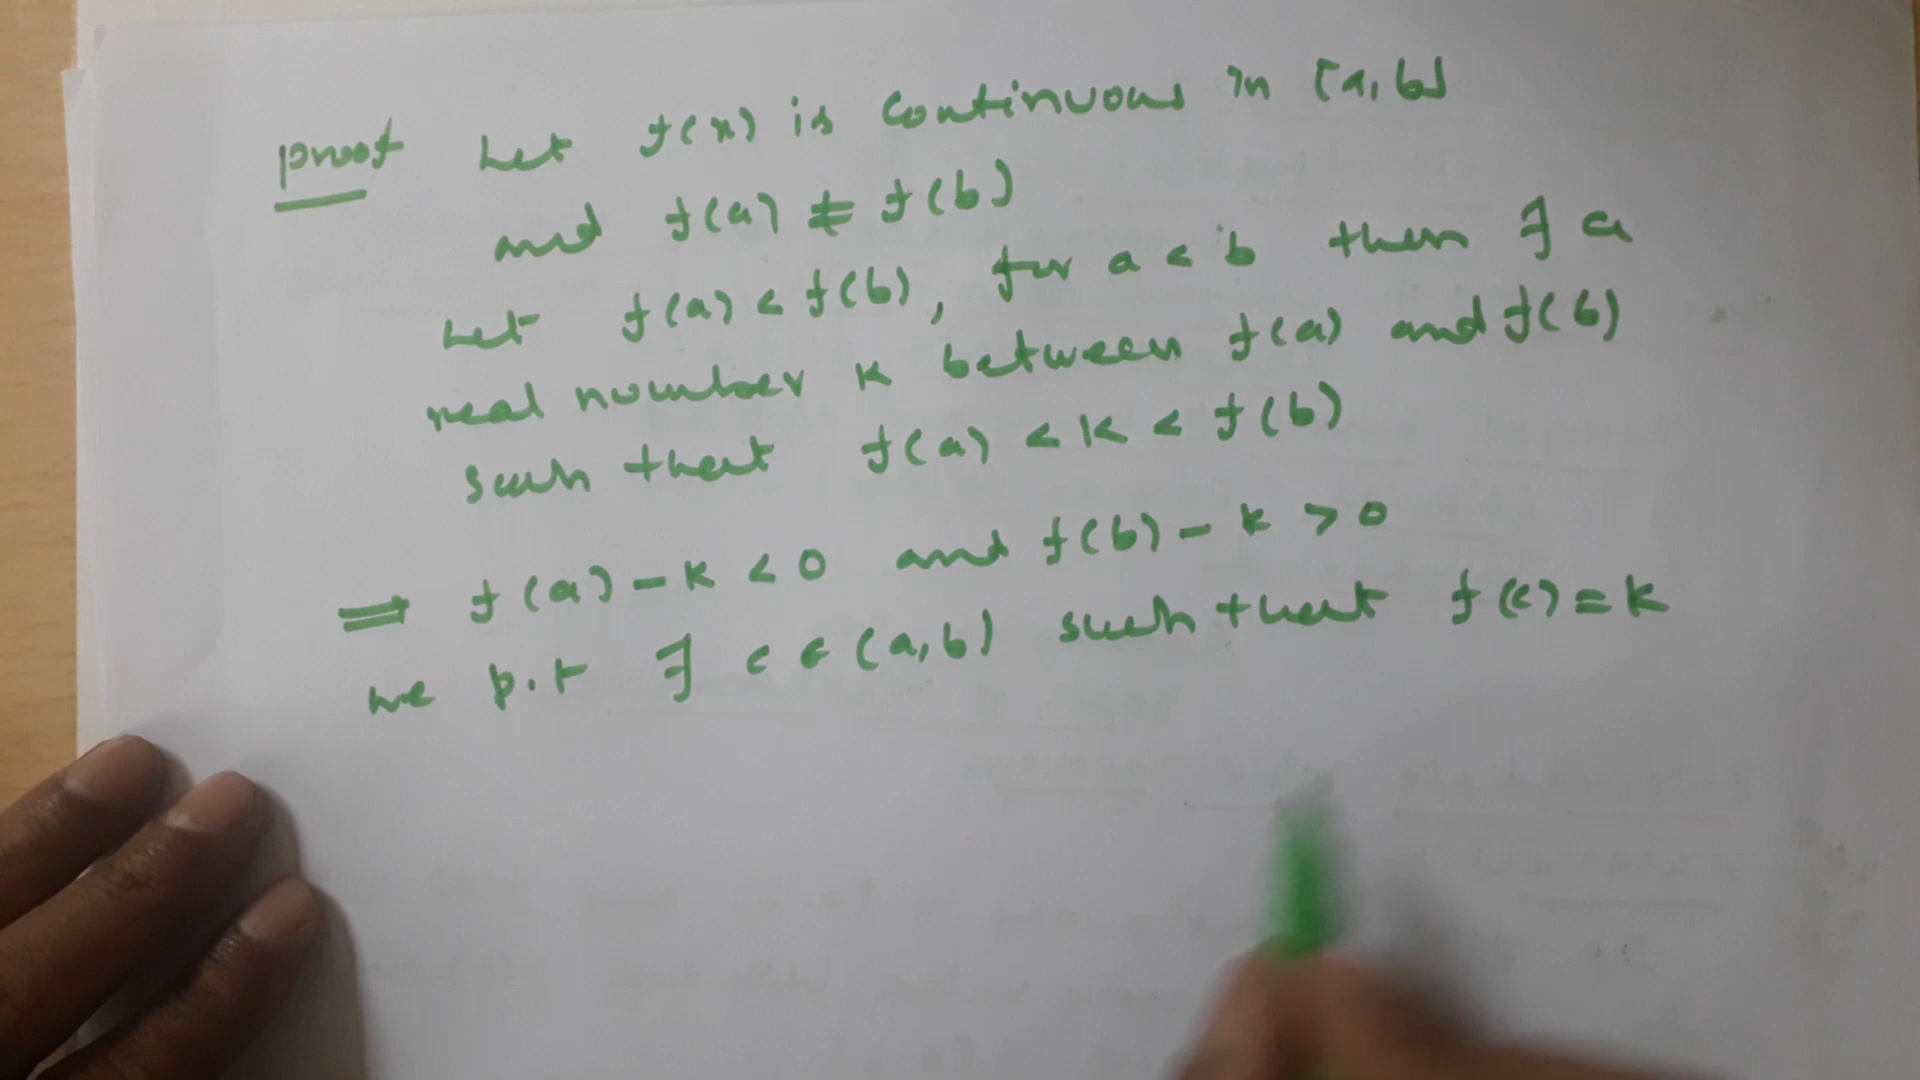 proof Let f(x) is continuous in [a,b]
and f(a) ≠ f(b)
Let f(a) < f(b), for a < b then ∃ a
real number k between f(a) and f(b)
such that f(a) < k < f(b)
⟹ f(a) - k < 0 and f(b) - k > 0
we p.t ∃ c ∈ (a,b) such that f(c) = k